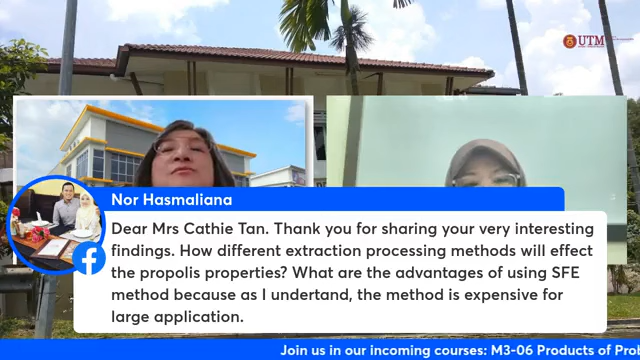 UTM
Nor Hasmaliana
Dear Mrs Cathie Tan. Thank you for sharing your very interesting
findings. How different extraction processing methods will effect
the propolis properties? What are the advantages of using SFE
method because as I undertand, the method is expensive for
large application.
Join us in our incoming courses: M3-06 Products of Prob